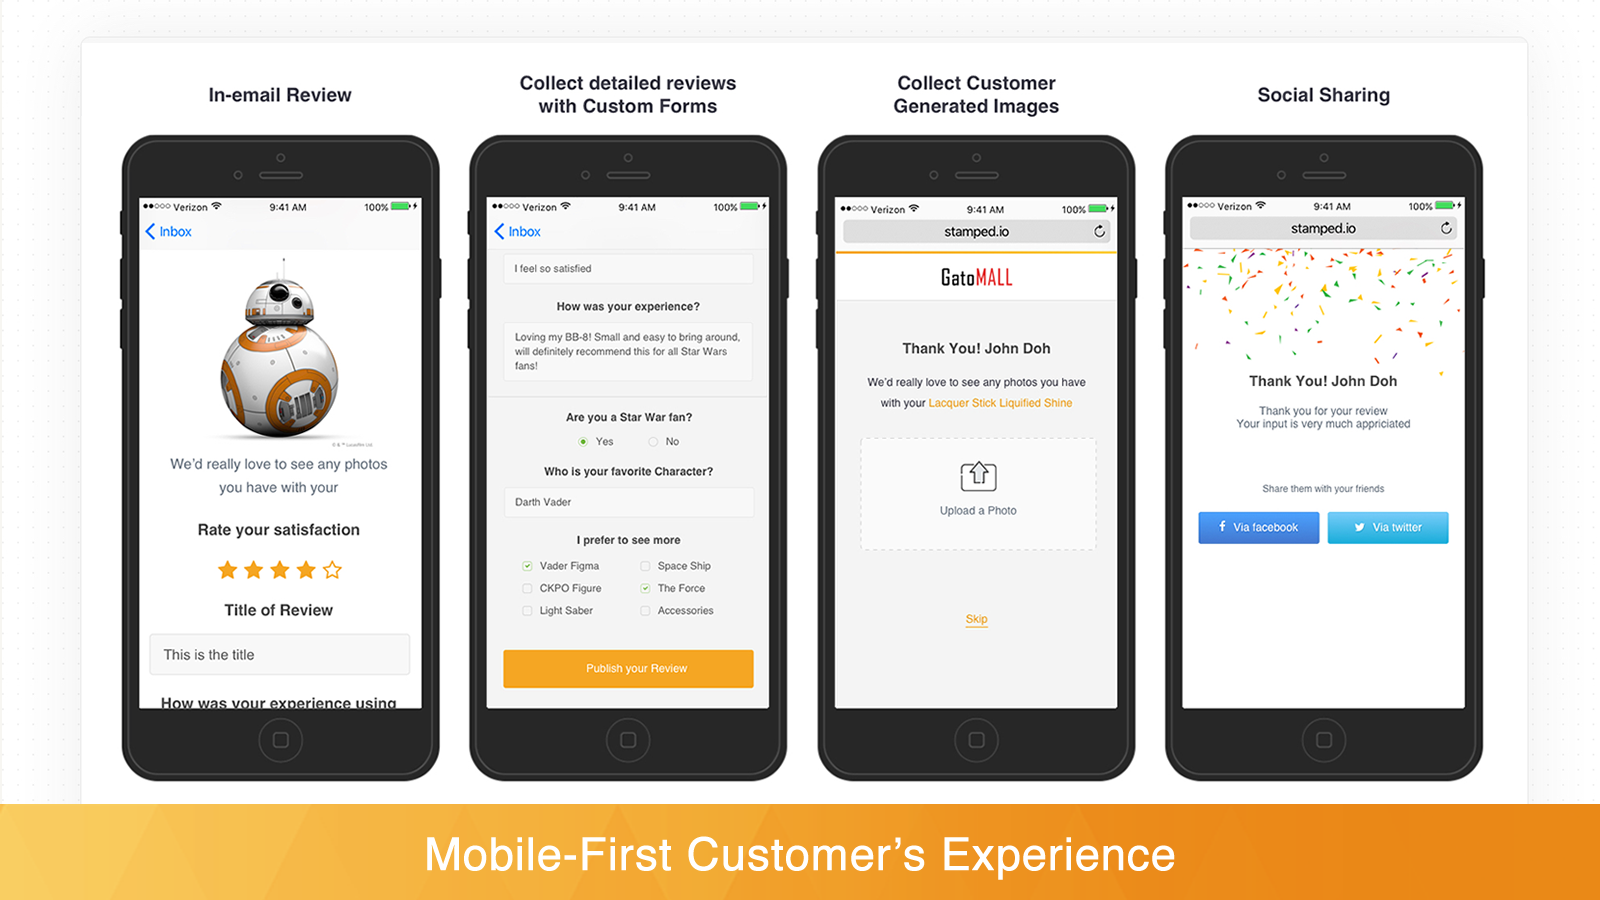 In-email Review
Collect detailed reviews
with Custom Forms
Collect Customer
Generated Images
Social Sharing
Verizon
9:41 AM
100%
Inbox
© & ™ Lucasfilm Ltd.
We'd really love to see any photos
you have with your
Rate your satisfaction
Title of Review
This is the title
How was your experience using
Verizon
9:41 AM
100%
Inbox
I feel so satisfied
How was your experience?
Loving my BB-8! Small and easy to bring around,
will definitely recommend this for all Star Wars
fans!
Are you a Star War fan?
Yes
No
Who is your favorite Character?
Darth Vader
I prefer to see more
Vader Figma
Space Ship
CKPO Figure
The Force
Light Saber
Accessories
Publish your Review
Verizon
9:41 AM
100%
stamped.io
GatoMALL
Thank You! John Doh
We'd really love to see any photos you have
with your Lacquer Stick Liquified Shine
Upload a Photo
Skip
Verizon
9:41 AM
100%
stamped.io
Thank You! John Doh
Thank you for your review
Your input is very much appriciated
Share them with your friends
Via facebook
Via twitter
Mobile-First Customer's Experience